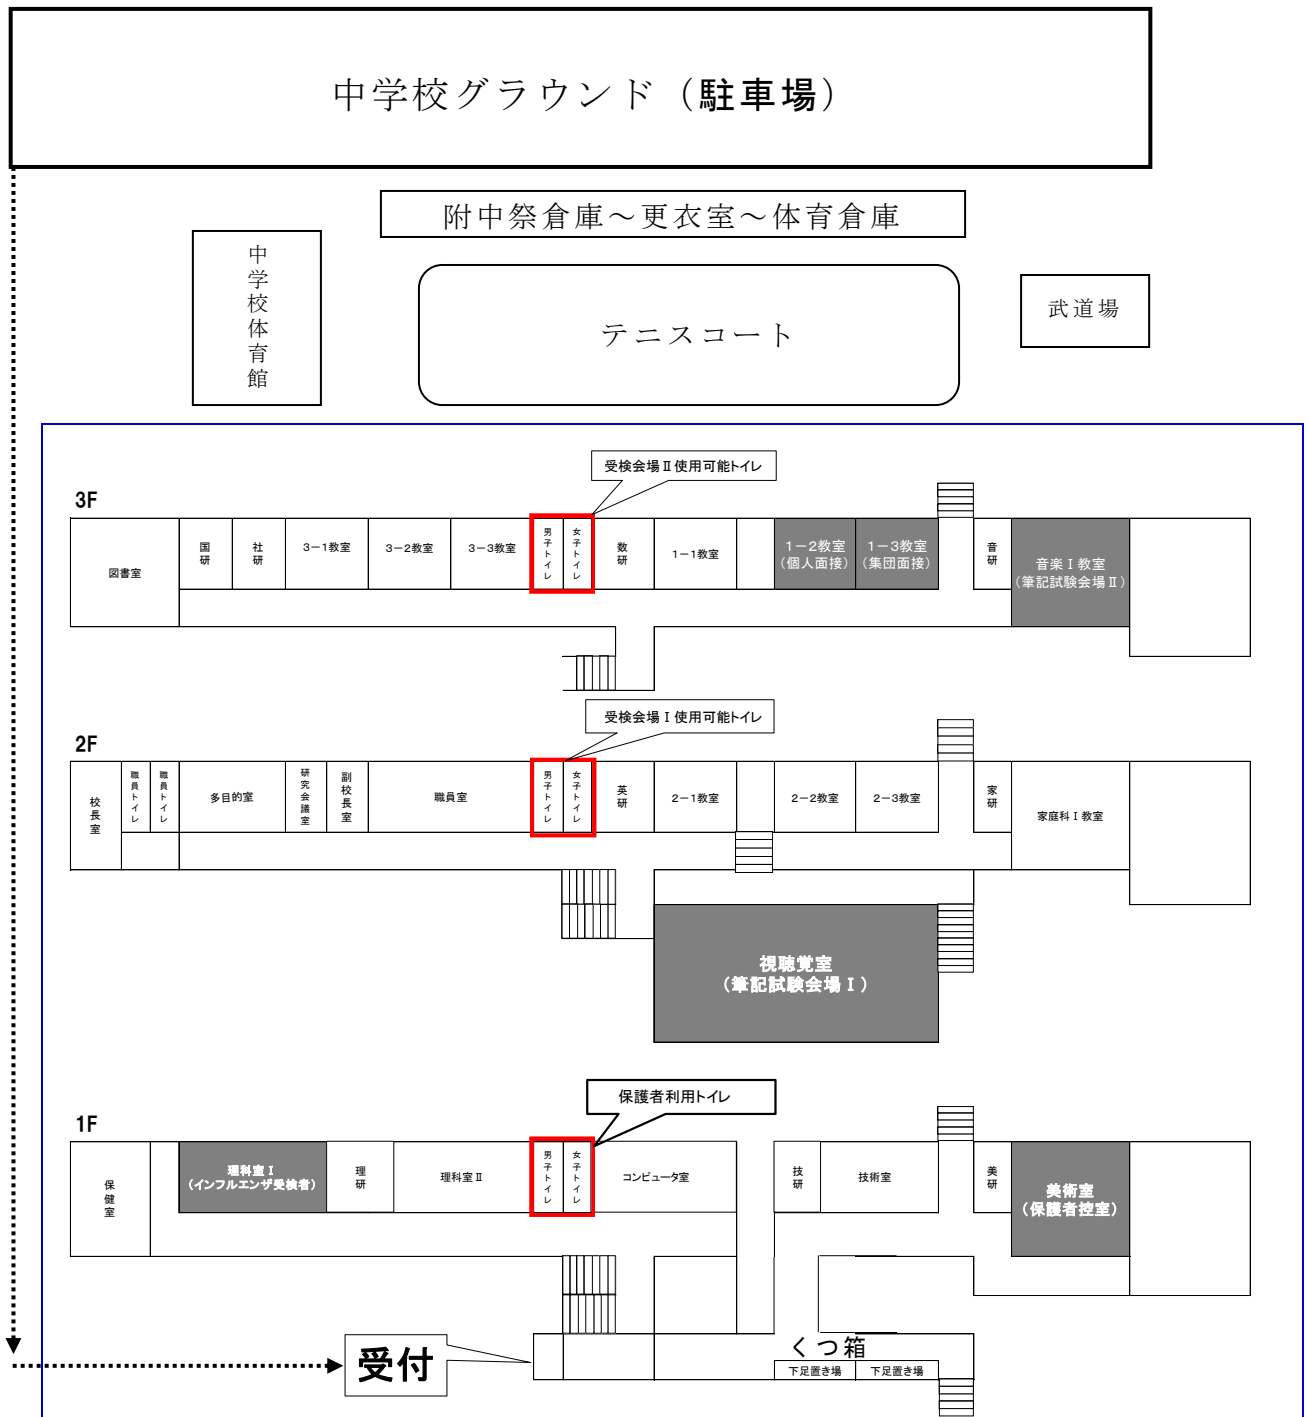 中学校グラウンド（駐車場）
附中祭倉庫～更衣室～体育倉庫
中学校体育館
テニスコート
武道場
受検会場Ⅱ使用可能トイレ
3F
図書室
国研
社研
3－1教室
3－2教室
3－3教室
男子トイレ
女子トイレ
数研
1－1教室
1－2教室
（個人面接）
1－3教室
（集団面接）
音研
音楽Ⅰ教室
（筆記試験会場Ⅱ）
受検会場Ⅰ使用可能トイレ
2F
校長室
職員トイレ
職員トイレ
多目的室
研究会議室
副校長室
職員室
男子トイレ
女子トイレ
英研
2－1教室
2－2教室
2－3教室
家研
家庭科Ⅰ教室
視聴覚室
（筆記試験会場Ⅰ）
保護者利用トイレ
1F
保健室
理科室Ⅰ
（インフルエンザ受検者）
理研
理科室Ⅱ
男子トイレ
女子トイレ
コンピュータ室
技研
技術室
美研
美術室
（保護者控室）
受付
くつ箱
下足置き場
下足置き場